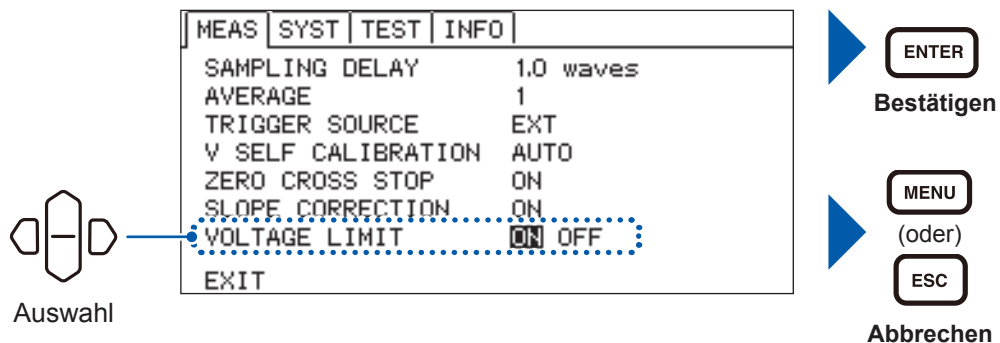 MEAS SYST TEST INFO
SAMPLING DELAY 1.0 waves
AVERAGE 1
TRIGGER SOURCE EXT
V SELF CALIBRATION AUTO
ZERO CROSS STOP ON
SLOPE CORRECTION ON
VOLTAGE LIMIT ON OFF
EXIT
Auswahl
ENTER
Bestätigen
MENU
(oder)
ESC
Abbrechen